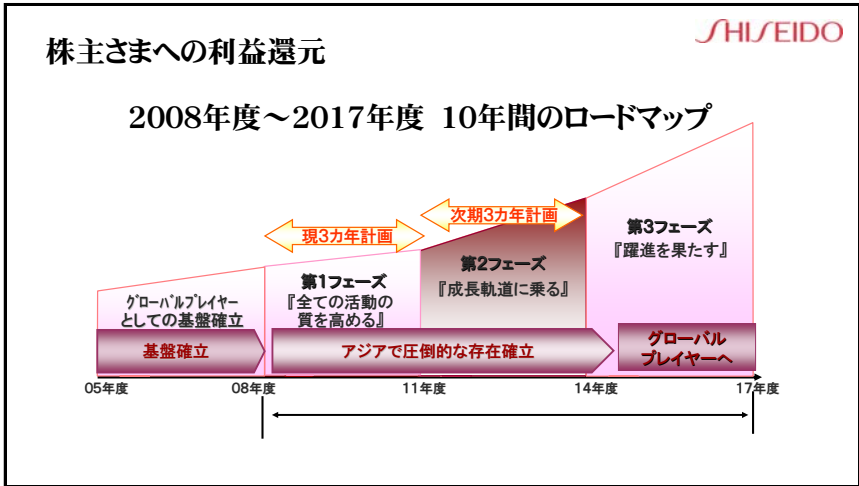 SHISEIDO
株主さまへの利益還元
2008年度～2017年度 10年間のロードマップ
現3カ年計画
次期3カ年計画
グローバルプレイヤー
としての基盤確立
第1フェーズ
『全ての活動の
質を高める』
第2フェーズ
『成長軌道に乗る』
第3フェーズ
『躍進を果たす』
基盤確立
アジアで圧倒的な存在確立
グローバル
プレイヤーへ
05年度
08年度
11年度
14年度
17年度